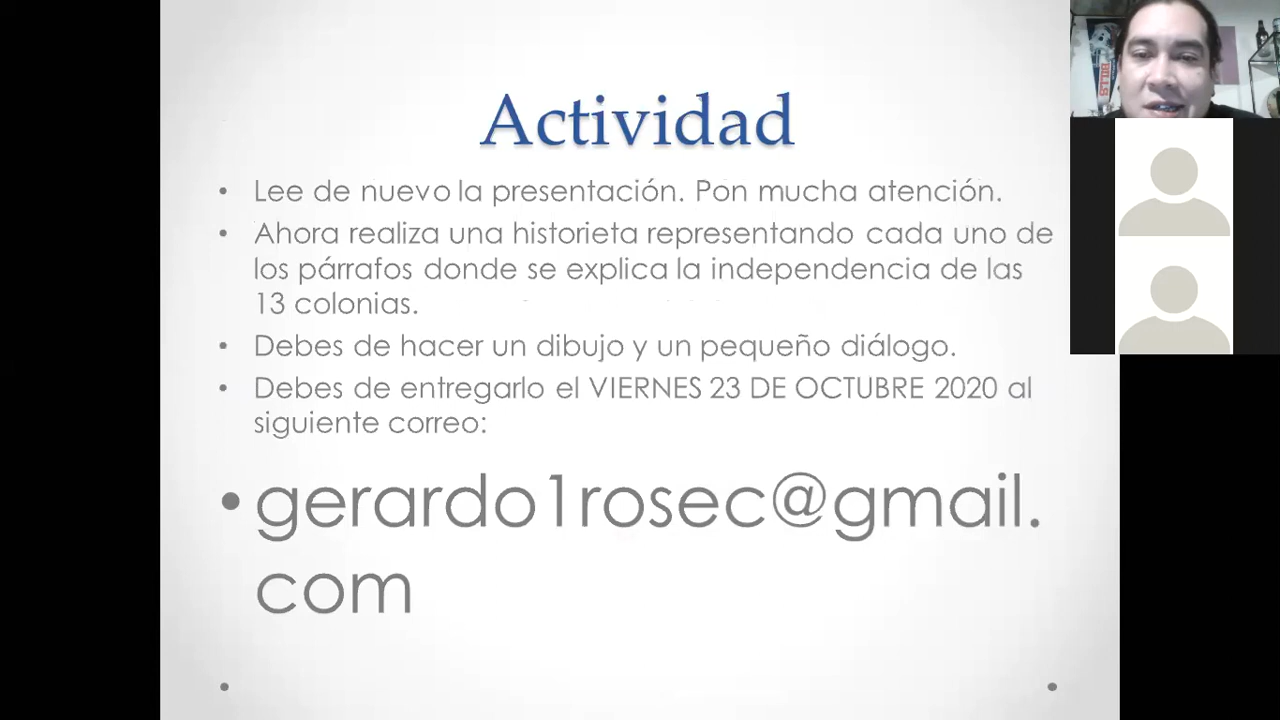 Actividad
• Lee de nuevo la presentación. Pon mucha atención.
• Ahora realiza una historieta representando cada uno de
los párrafos donde se explica la independencia de las
13 colonias.
• Debes de hacer un dibujo y un pequeño diálogo.
• Debes de entregarlo el VIERNES 23 DE OCTUBRE 2020 al
siguiente correo:
• gerardo1rosec@gmail.
com
BILLS